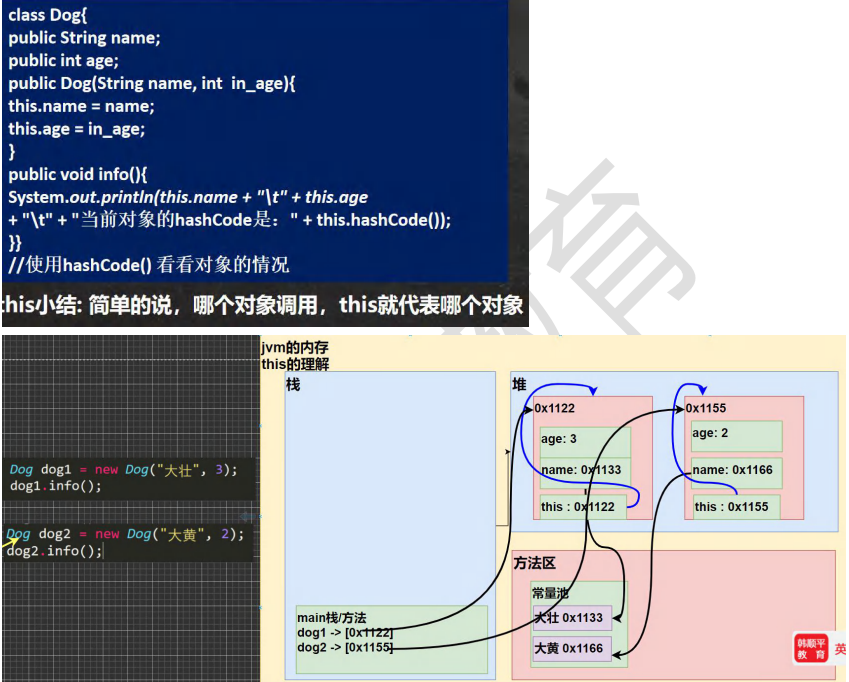 class Dog{
public String name;
public int age;
public Dog(String name, int  in_age){
this.name = name;
this.age = in_age;
}
public void info(){
System.out.println(this.name + "\t" + this.age
+ "\t" + "当前对象的hashCode是：" + this.hashCode());
}}
//使用hashCode() 看看对象的情况
this小结: 简单的说，哪个对象调用，this就代表哪个对象
Dog dog1 = new Dog("大壮", 3);
dog1.info();
Dog dog2 = new Dog("大黄", 2);
dog2.info();
jvm的内存
this的理解
栈
main栈/方法
dog1 -> [0x1122]
dog2 -> [0x1155]
堆
0x1122
age: 3
name: 0x1133
this : 0x1122
0x1155
age: 2
name: 0x1166
this : 0x1155
方法区
常量池
大壮 0x1133
大黄 0x1166
韩顺平
教 育
英